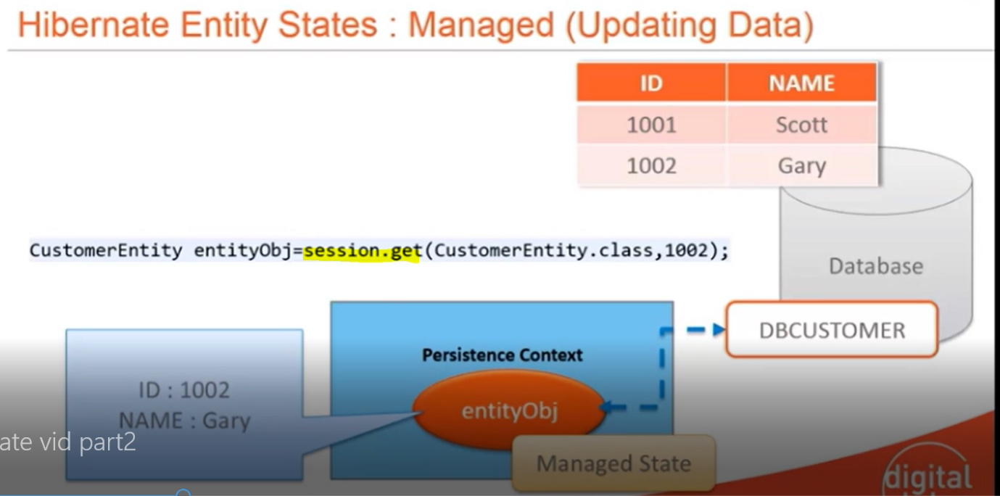 Hibernate Entity States : Managed (Updating Data)
ID NAME
1001 Scott
1002 Gary
CustomerEntity entityObj=session.get(CustomerEntity.class,1002);
Database
DBCUSTOMER
Persistence Context
ID : 1002
NAME : Gary
entityObj
ate vid part2
Managed State
digital